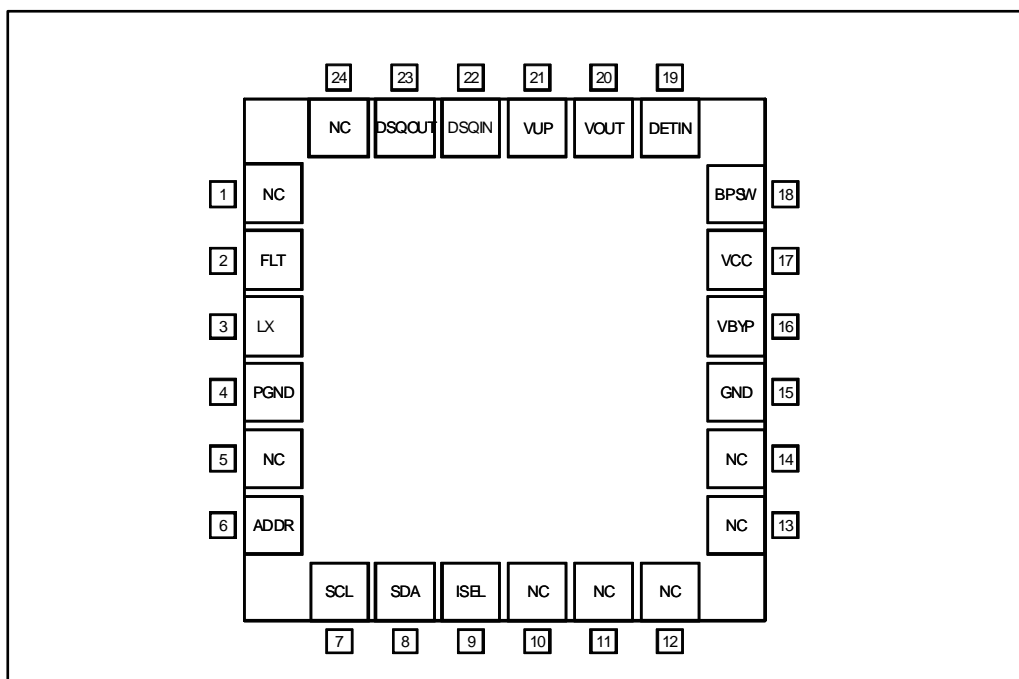 24 23 22 21 20 19
NC DSQOUT DSQIN VUP VOUT DETIN
1 NC BPSW 18
2 FLT VCC 17
3 LX VBYP 16
4 PGND GND 15
5 NC NC 14
6 ADDR NC 13
SCL SDA ISEL NC NC NC
7 8 9 10 11 12